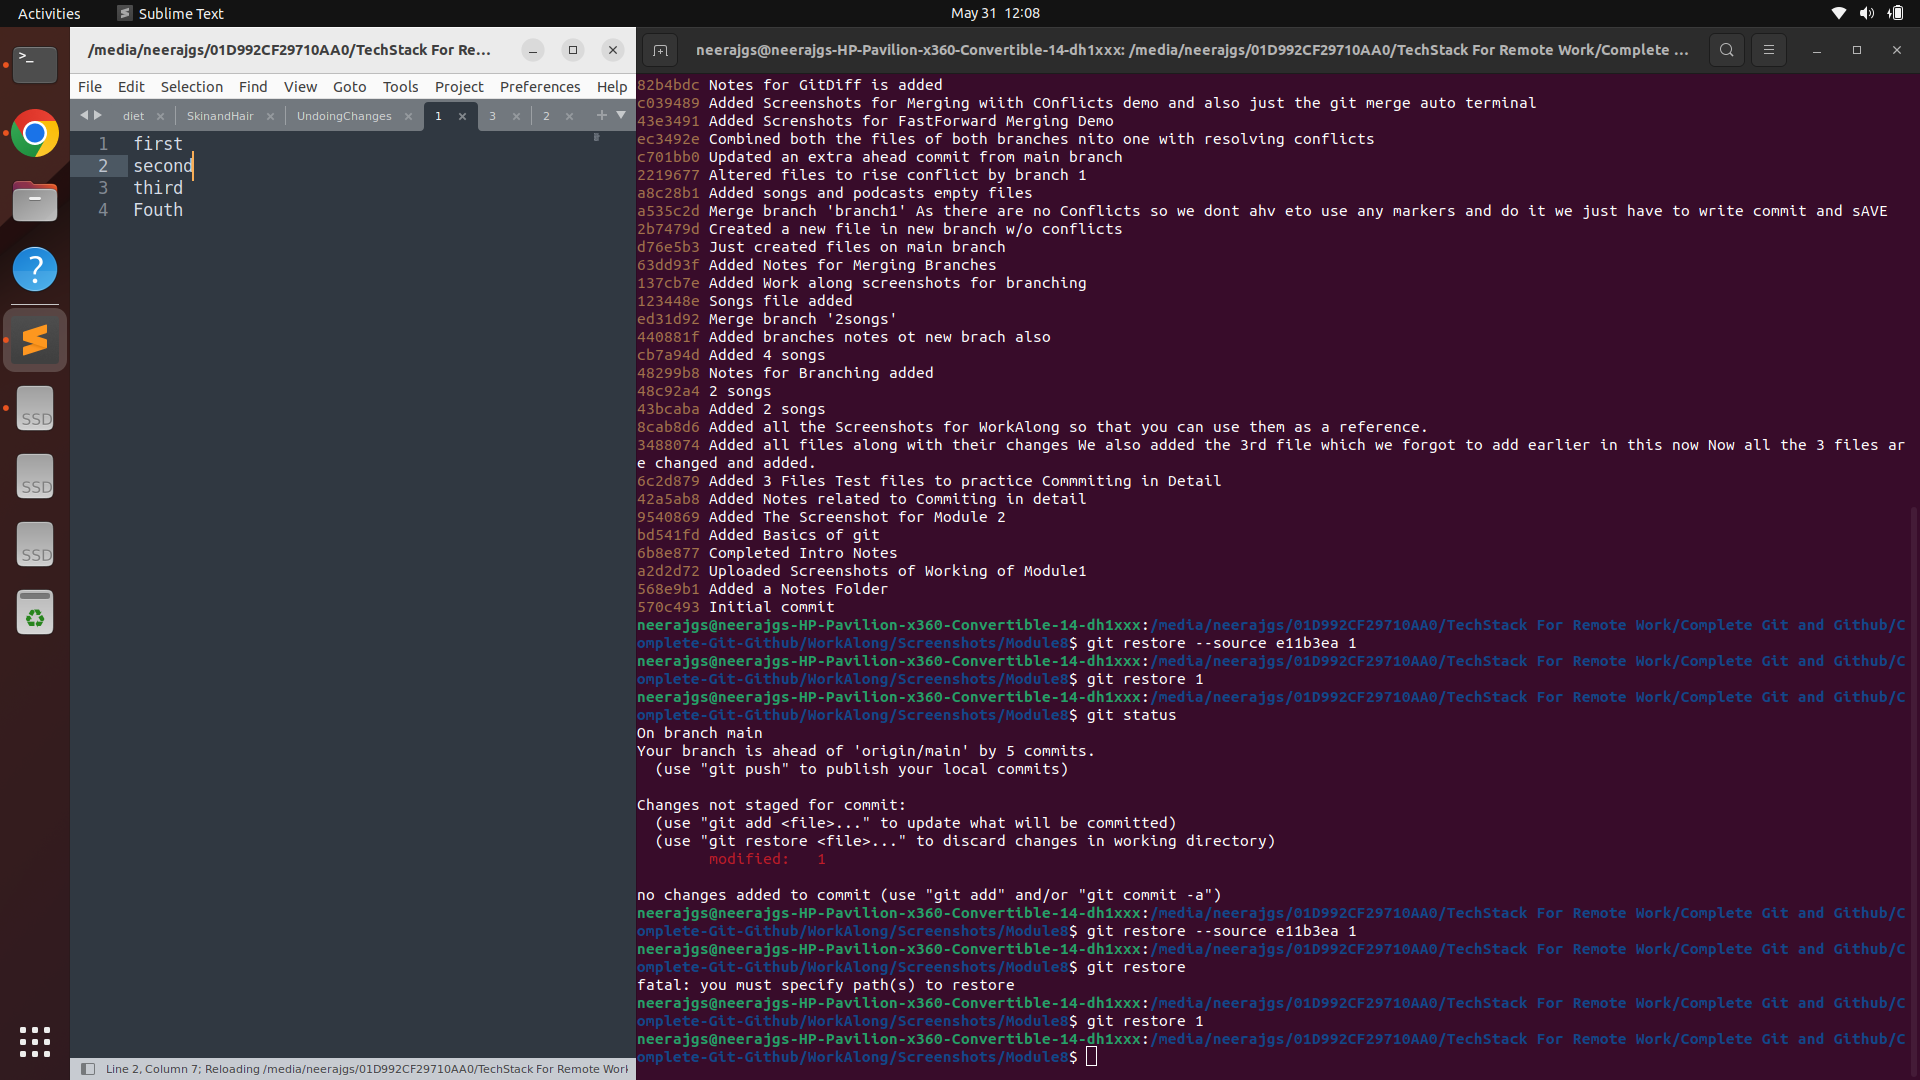 Activities
Sublime Text
May 31 12:08
/media/neerajgs/01D992CF29710AA0/TechStack For Re...
File Edit Selection Find View Goto Tools Project Preferences Help
diet
SkinandHair
UndoingChanges
1
3
2
1 first
2 second
3 third
4 Fouth
SSD
SSD
SSD
Line 2, Column 7; Reloading /media/neerajgs/01D992CF29710AA0/TechStack For Remote Work
neerajgs@neerajgs-HP-Pavilion-x360-Convertible-14-dh1xxx: /media/neerajgs/01D992CF29710AA0/TechStack For Remote Work/Complete ...
82b4bdc Notes for GitDiff is added
c039489 Added Screenshots for Merging wiith COnflicts demo and also just the git merge auto terminal
43e3491 Added Screnshots for FastForward Merging Demo
ec3492e Combined both the files of both branches nito one with resolving conflicts
c701bb0 Updated an extra ahead commit from main branch
2219677 Altered files to rise conflict by branch 1
a8c28b1 Added songs and podcasts empty files
a535c2d Merge branch 'branch1' As there are no Conflicts so we dont ahv eto use any markers and do it we just have to write commit and sAVE
2b7479d Created a new file in new branch w/o conflicts
d76e5b3 Just created files on main branch
63dd93f Added Notes for Merging Branches
137cb7e Added Work along screenshots for branching
123448e Songs file added
ed31d92 Merge branch '2songs'
440881f Added branches notes ot new brach also
cb7a94d Added 4 songs
48299b8 Notes for Branching added
48c92a4 2 songs
43bcaba Added 2 songs
8cab8d6 Added all the Screenshots for WorkAlong so that you can use them as a reference.
3488074 Added all files along with their changes We also added the 3rd file which we forgot to add earlier in this now Now all the 3 files ar
e changed and added.
6c2d879 Added 3 Files Test files to practice Commmiting in Detail
42a5ab8 Added Notes related to Commiting in detail
9540869 Added The Screenshot for Module 2
bd541fd Added Basics of git
6b8e877 Completed Intro Notes
a2d2d72 Uploaded Screenshots of Working of Module1
568e9b1 Added a Notes Folder
570c493 Initial commit
neerajgs@neerajgs-HP-Pavilion-x360-Convertible-14-dh1xxx:/media/neerajgs/01D992CF29710AA0/TechStack For Remote Work/Complete Git and Github/C
omplete-Git-Github/WorkAlong/Screenshots/Module8$ git restore --source e11b3ea 1
neerajgs@neerajgs-HP-Pavilion-x360-Convertible-14-dh1xxx:/media/neerajgs/01D992CF29710AA0/TechStack For Remote Work/Complete Git and Github/C
omplete-Git-Github/WorkAlong/Screenshots/Module8$ git restore 1
neerajgs@neerajgs-HP-Pavilion-x360-Convertible-14-dh1xxx:/media/neerajgs/01D992CF29710AA0/TechStack For Remote Work/Complete Git and Github/C
omplete-Git-Github/WorkAlong/Screenshots/Module8$ git status
On branch main
Your branch is ahead of 'origin/main' by 5 commits.
(use "git push" to publish your local commits)
Changes not staged for commit:
(use "git add <file>..." to update what will be committed)
(use "git restore <file>..." to discard changes in working directory)
modified: 1
no changes added to commit (use "git add" and/or "git commit -a")
neerajgs@neerajgs-HP-Pavilion-x360-Convertible-14-dh1xxx:/media/neerajgs/01D992CF29710AA0/TechStack For Remote Work/Complete Git and Github/C
omplete-Git-Github/WorkAlong/Screenshots/Module8$ git restore --source e11b3ea 1
neerajgs@neerajgs-HP-Pavilion-x360-Convertible-14-dh1xxx:/media/neerajgs/01D992CF29710AA0/TechStack For Remote Work/Complete Git and Github/C
omplete-Git-Github/WorkAlong/Screenshots/Module8$ git restore
fatal: you must specify path(s) to restore
neerajgs@neerajgs-HP-Pavilion-x360-Convertible-14-dh1xxx:/media/neerajgs/01D992CF29710AA0/TechStack For Remote Work/Complete Git and Github/C
omplete-Git-Github/WorkAlong/Screenshots/Module8$ git restore 1
neerajgs@neerajgs-HP-Pavilion-x360-Convertible-14-dh1xxx:/media/neerajgs/01D992CF29710AA0/TechStack For Remote Work/Complete Git and Github/C
omplete-Git-Github/WorkAlong/Screenshots/Module8$